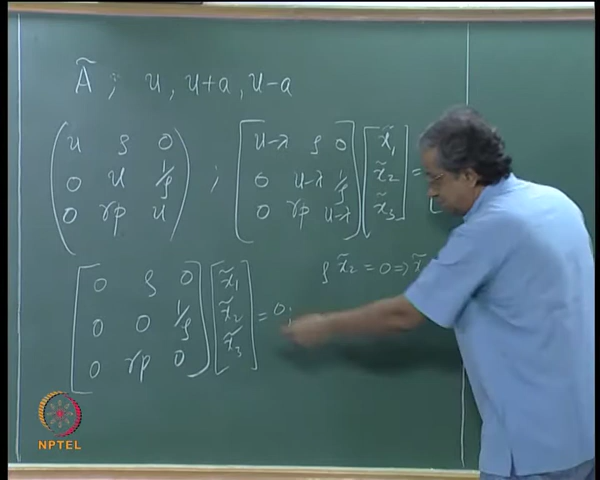 Ã ; u, u+a, u-a
u ρ 0
0 u 1/ρ
0 γp u
;
u-λ ρ 0
0 u-λ 1/ρ
0 γp u-λ
x̃₁
x̃₂
x̃₃
=
0 ρ 0
0 0 1/ρ
0 γp 0
x̃₁
x̃₂
x̃₃
= 0;
ρ x̃₂ = 0 ⇒ x̃
NPTEL